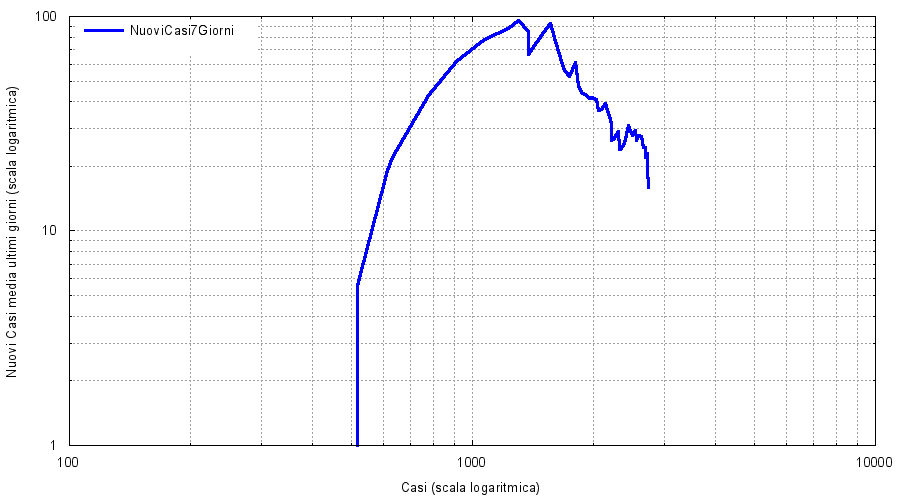 100
NuoviCasi7Giorni
10
1
100
1000
10000
Casi (scala logaritmica)
Nuovi Casi media ultimi giorni (scala logaritmica)